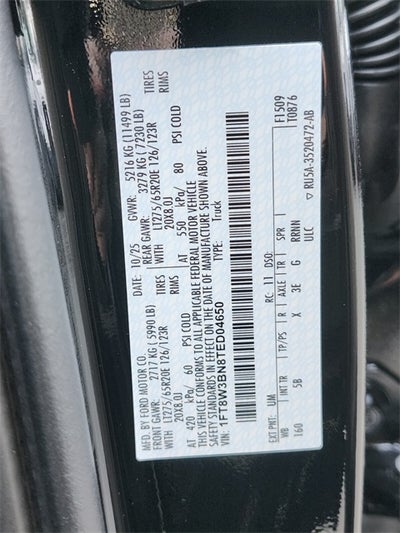 MFD. BY FORD MOTOR CO.
DATE: 10/25 GVWR: 5216 KG (11499 LB)
FRONT GAWR: 2717 KG (5990 LB) REAR GAWR: 3279 KG (7230 LB)
WITH LT275/65R20E 126/123R TIRES WITH LT275/65R20E 126/123R TIRES
20X8.0J RIMS 20X8.0J RIMS
AT 420 kPa/ 60 PSI COLD AT 550 kPa/ 80 PSI COLD
THIS VEHICLE CONFORMS TO ALL APPLICABLE FEDERAL MOTOR VEHICLE
SAFETY STANDARDS IN EFFECT ON THE DATE OF MANUFACTURE SHOWN ABOVE.
VIN: 1FT8W3BN8TED04650 TYPE: Truck
F1509
T0876
EXT PNT: UM RC: 11 DSO:
WB INT TR TP/PS R AXLE TR SPR
160 5B X 3E G RRNN
ULC ▽ RU5A-3520472-AB